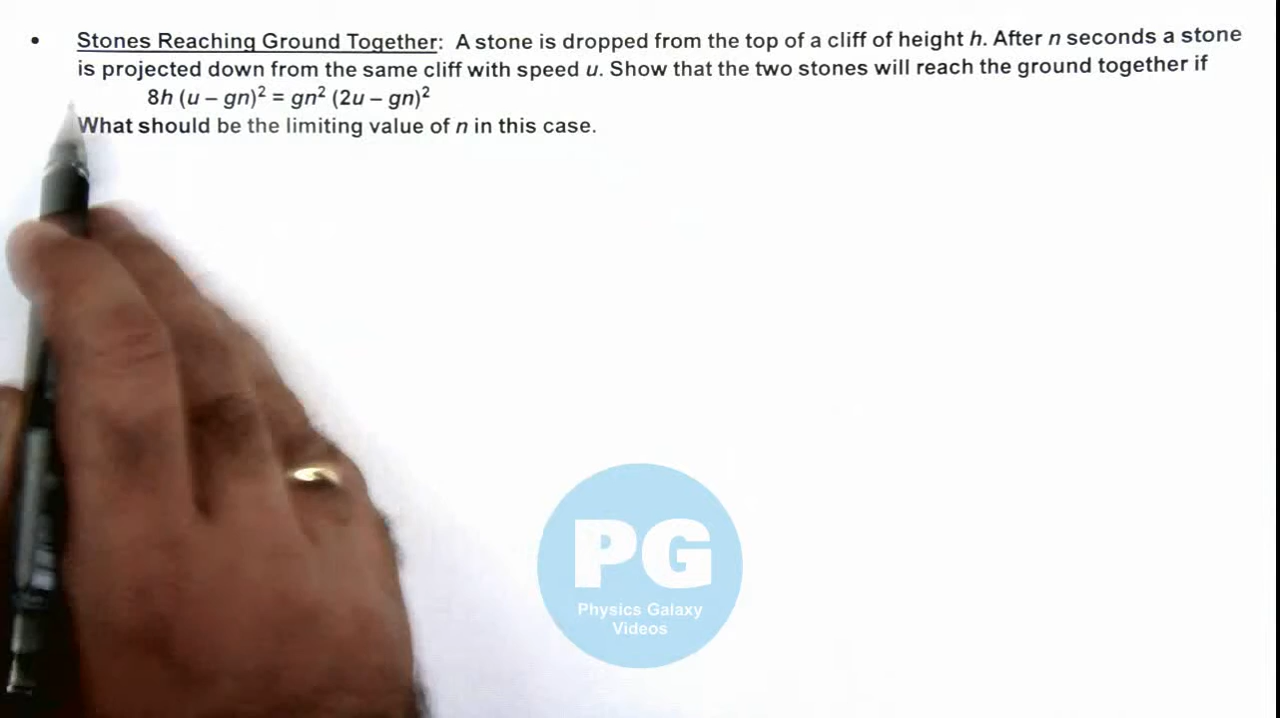 • Stones Reaching Ground Together: A stone is dropped from the top of a cliff of height h. After n seconds a stone
is projected down from the same cliff with speed u. Show that the two stones will reach the ground together if
8h (u – gn)² = gn² (2u – gn)²
What should be the limiting value of n in this case.
PG
Physics Galaxy
Videos